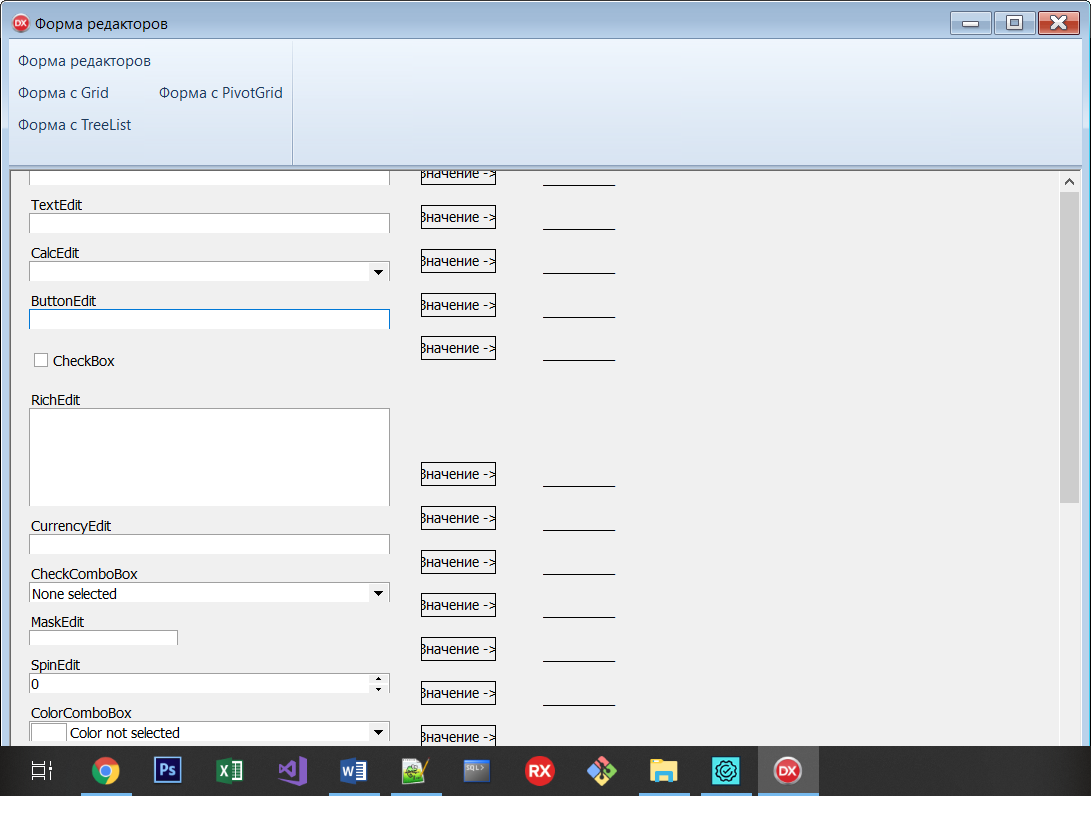 Форма редакторов
Форма редакторов
Форма с Grid Форма с PivotGrid
Форма с TreeList
Значение ->
TextEdit
Значение ->
CalcEdit
Значение ->
ButtonEdit
Значение ->
Значение ->
CheckBox
RichEdit
Значение ->
CurrencyEdit
Значение ->
CheckComboBox
None selected
Значение ->
MaskEdit
Значение ->
SpinEdit
Значение ->
0
Значение ->
ColorComboBox
Color not selected
Значение ->
Ps
SQL>
RX
DX